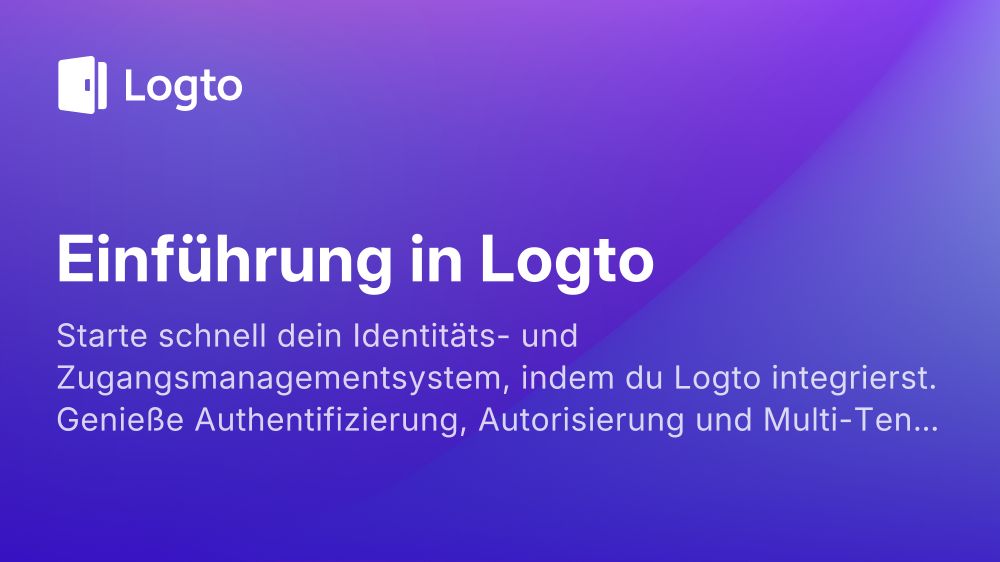 Logto
Einführung in Logto
Starte schnell dein Identitäts- und
Zugangsmanagementsystem, indem du Logto integrierst.
Genieße Authentifizierung, Autorisierung und Multi-Ten...